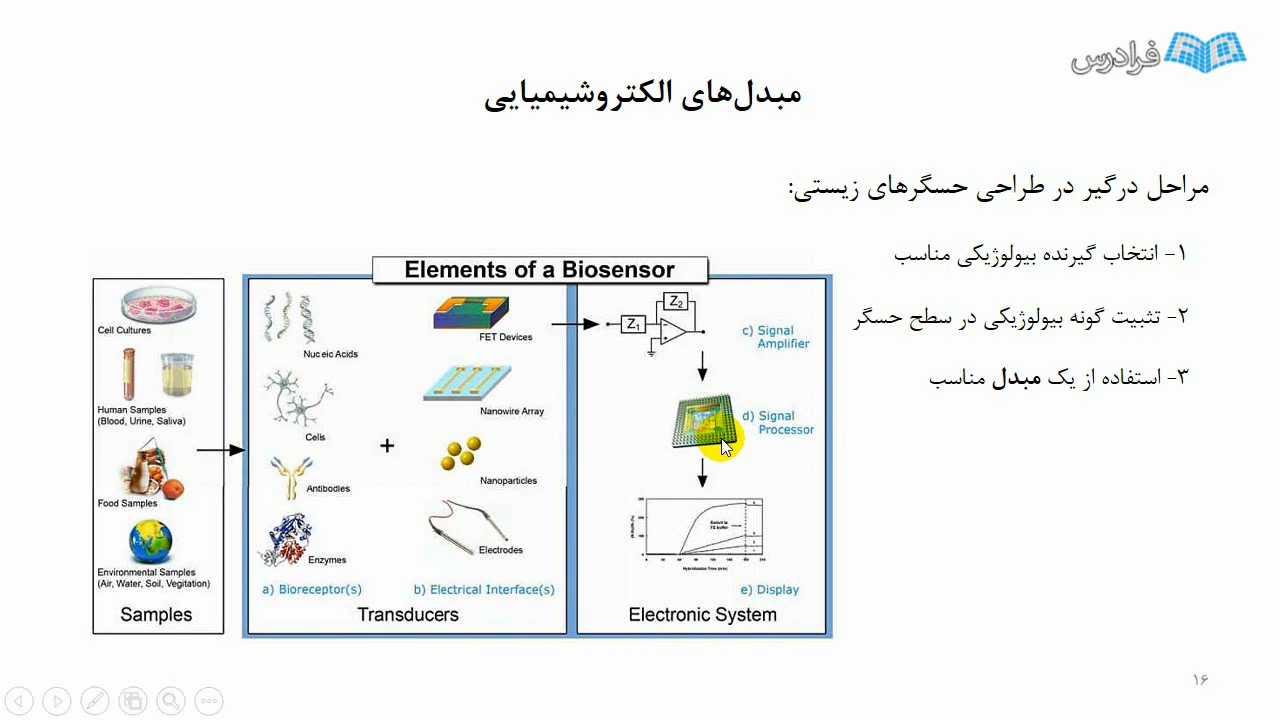 فرادرس
مبدل‌های الکتروشیمیایی
مراحل درگیر در طراحی حسگرهای زیستی:
۱- انتخاب گیرنده بیولوژیکی مناسب
۲- تثبیت گونه بیولوژیکی در سطح حسگر
۳- استفاده از یک مبدل مناسب
Elements of a Biosensor
Cell Cultures
Human Samples
(Blood, Urine, Saliva)
Food Samples
Environmental Samples
(Air, Water, Soil, Vegitation)
Samples
Nuc eic Acids
Cells
Antibodies
Enzymes
a) Bioreceptor(s)
+
FET Devices
Nanowire Array
Nanoparticles
Electrodes
b) Electrical Interface(s)
Transducers
Z1
Z2
c) Signal
Amplifier
d) Signal
Processor
e) Display
Electronic System
۱۶